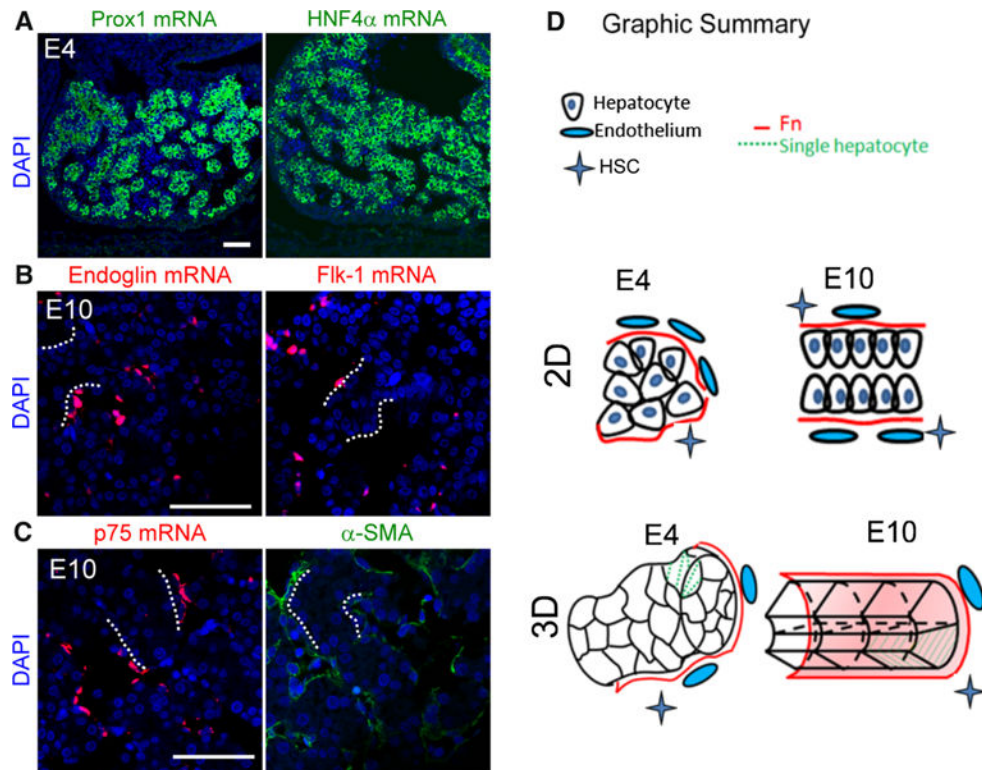 A
Prox1 mRNA
HNF4α mRNA
E4
DAPI
B
Endoglin mRNA
Flk-1 mRNA
E10
DAPI
C
p75 mRNA
α-SMA
E10
DAPI
D
Graphic Summary
Hepatocyte
Endothelium
HSC
Fn
Single hepatocyte
E4
E10
2D
E4
E10
3D